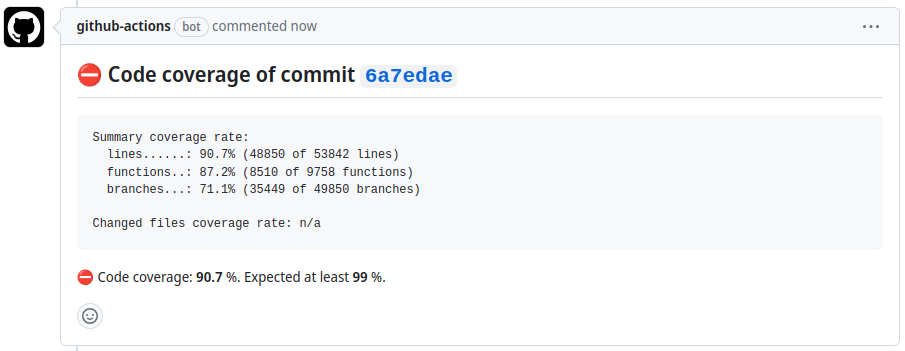 github-actions bot commented now
⛔ Code coverage of commit 6a7edae
Summary coverage rate:
  lines......: 90.7% (48850 of 53842 lines)
  functions..: 87.2% (8510 of 9758 functions)
  branches...: 71.1% (35449 of 49850 branches)
Changed files coverage rate: n/a
⛔ Code coverage: 90.7 %. Expected at least 99 %.